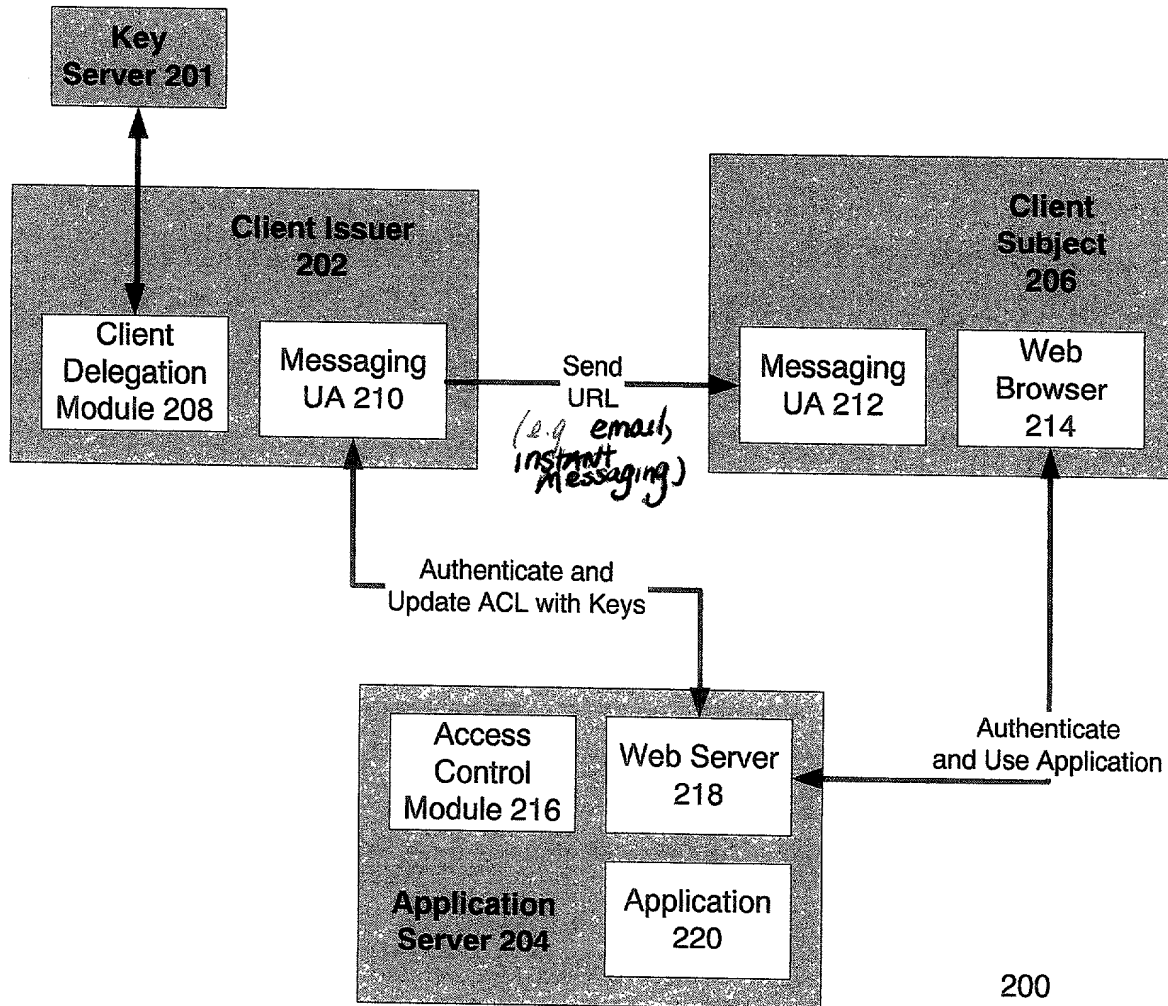 Key
Server 201
Client Issuer
202
Client
Delegation
Module 208
Messaging
UA 210
Send
URL
(e.g email,
instant
messaging)
Client
Subject
206
Messaging
UA 212
Web
Browser
214
Authenticate and
Update ACL with Keys
Access
Control
Module 216
Web Server
218
Application
Server 204
Application
220
Authenticate
and Use Application
200